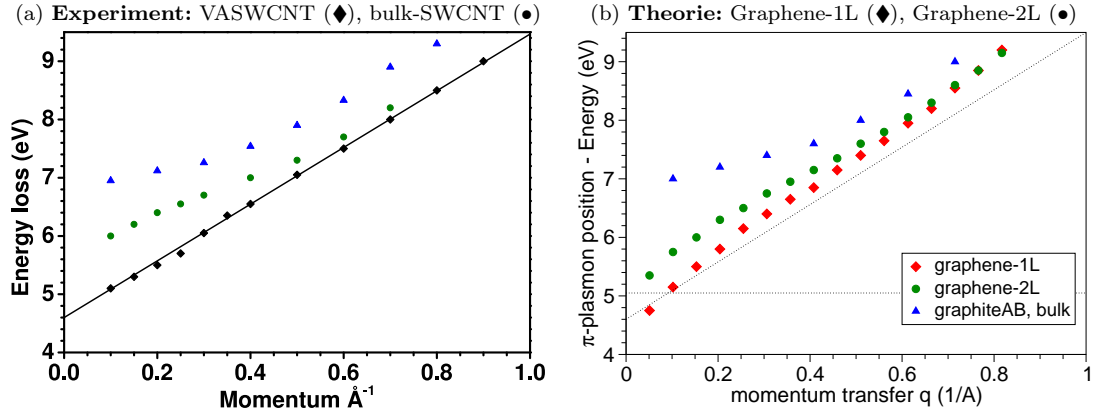 (a) Experiment: VASWCNT (◆), bulk-SWCNT (●)
9
8
7
6
5
4
Energy loss (eV)
0.0 0.2 0.4 0.6 0.8 1.0
Momentum Å⁻¹
(b) Theorie: Graphene-1L (◆), Graphene-2L (●)
9
8
7
6
5
4
π-plasmon position - Energy (eV)
graphene-1L
graphene-2L
graphiteAB, bulk
0 0.2 0.4 0.6 0.8 1
momentum transfer q (1/A)